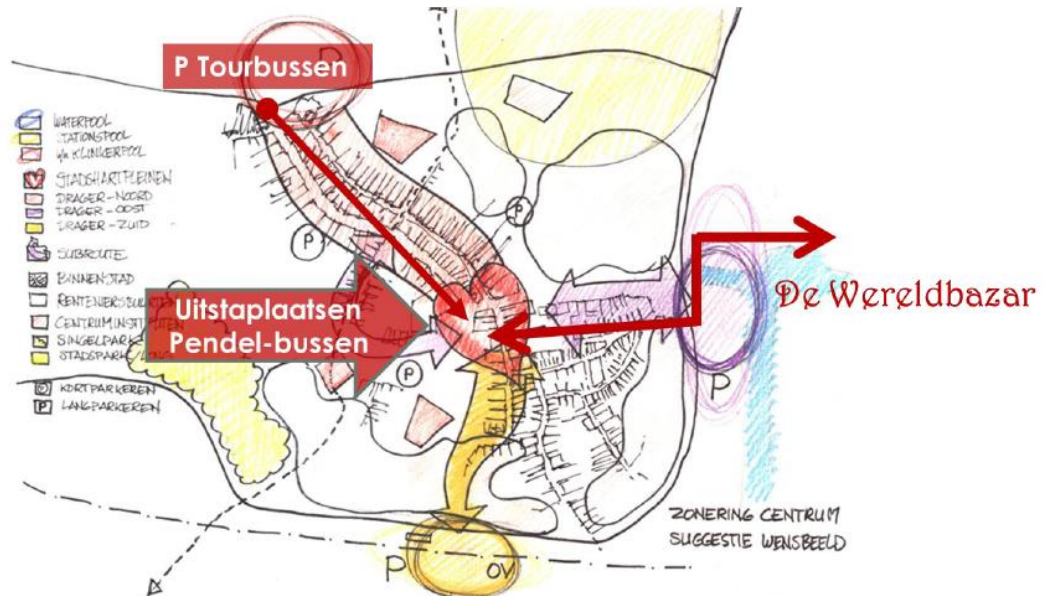 P Tourbussen
P
WATERPOOL
STATIONSPOOL
KLINKERPOOL
STADSHARTPLEINEN
DRAGER-NOORD
DRAGER-OOST
DRAGER-ZUID
SUBROUTE
BINNENSTAD
CENTRUMINSTITUTEN
SINGELPARK
STADSPARK
KORTPARKEREN
LANGPARKEREN
P
P
Uitstaplaatsen
Pendel-bussen
P
De Wereldbazar
P
P
OV
ZONERING CENTRUM
SUGGESTIE WENSBEELD